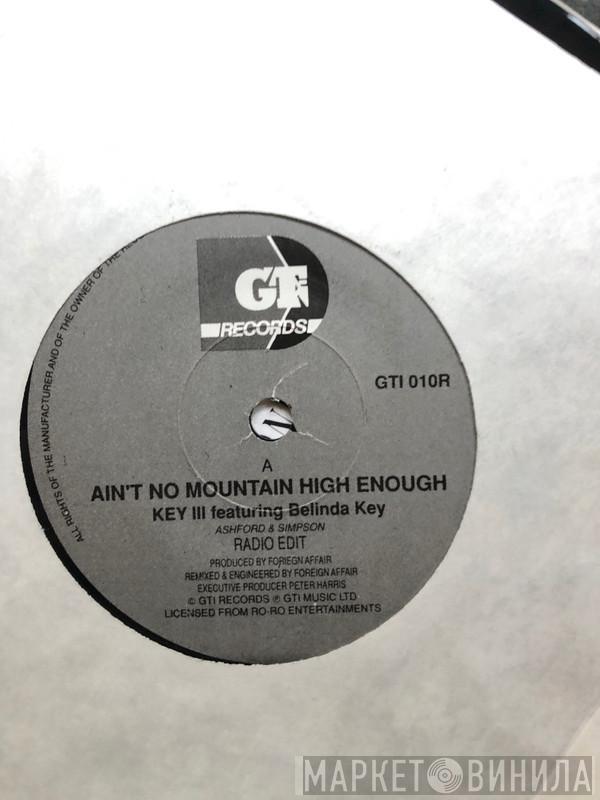 GTI
RECORDS
GTI 010R
A
AIN'T NO MOUNTAIN HIGH ENOUGH
KEY III featuring Belinda Key
ASHFORD & SIMPSON
RADIO EDIT
PRODUCED BY FORIEGN AFFAIR
REMIXED & ENGINEERED BY FOREIGN AFFAIR
EXECUTIVE PRODUCER PETER HARRIS
© GTI RECORDS ℗ GTI MUSIC LTD
LICENSED FROM RO-RO ENTERTAINMENTS
ALL RIGHTS OF THE MANUFACTURER AND OF THE OWNER OF THE
МАРКЕТ ВИНИЛА